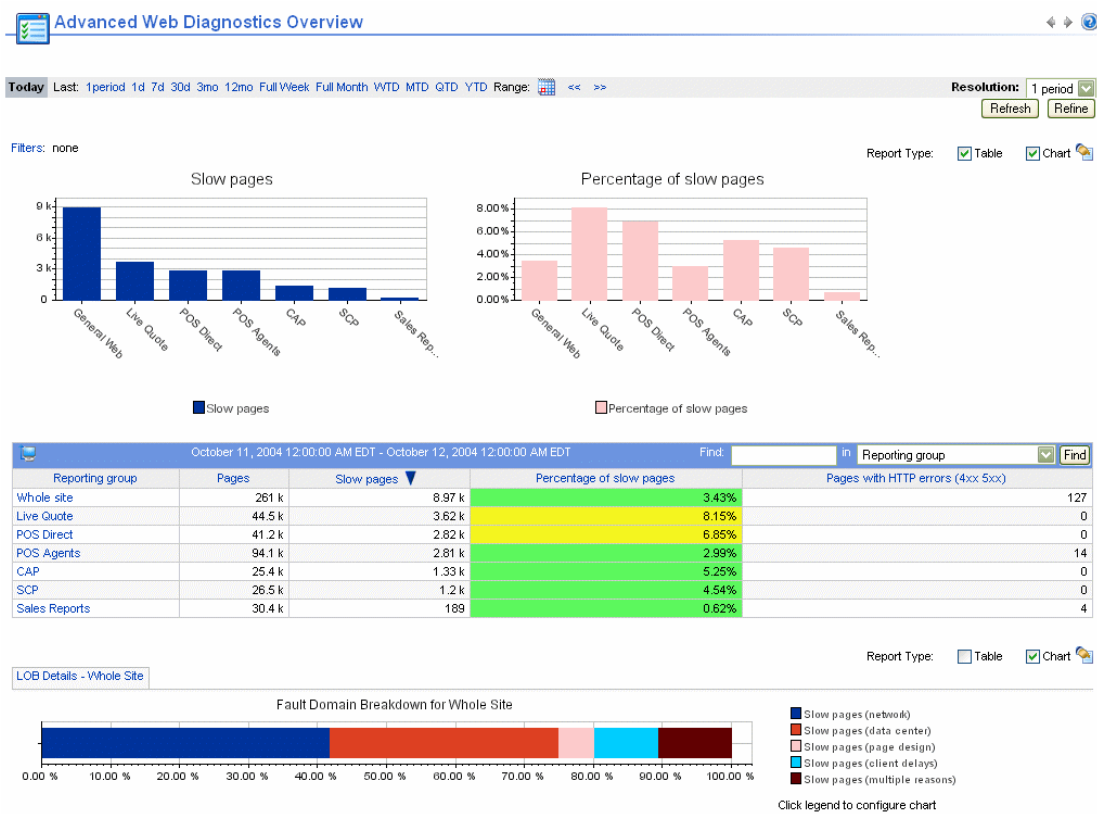 Advanced Web Diagnostics Overview
Today Last: 1period 1d 7d 30d 3mo 12mo Full Week Full Month WTD MTD QTD YTD Range: << >> Resolution: 1 period
Refresh Refine
Filters: none
Report Type: Table Chart
Slow pages
9 k
6 k
3 k
0
General Web Live Quote POS Direct POS Agents CAP SCP Sales Rep...
Slow pages
Percentage of slow pages
8.00%
6.00%
4.00%
2.00%
0.00%
General Web Live Quote POS Direct POS Agents CAP SCP Sales Rep...
Percentage of slow pages
October 11, 2004 12:00:00 AM EDT - October 12, 2004 12:00:00 AM EDT Find: in Reporting group Find
Reporting group Pages Slow pages Percentage of slow pages Pages with HTTP errors (4xx 5xx)
Whole site 261 k 8.97 k 3.43% 127
Live Quote 44.5 k 3.62 k 8.15% 0
POS Direct 41.2 k 2.82 k 6.85% 0
POS Agents 94.1 k 2.81 k 2.99% 14
CAP 25.4 k 1.33 k 5.25% 0
SCP 26.5 k 1.2 k 4.54% 0
Sales Reports 30.4 k 189 0.62% 4
Report Type: Table Chart
LOB Details - Whole Site
Fault Domain Breakdown for Whole Site
0.00 % 10.00 % 20.00 % 30.00 % 40.00 % 50.00 % 60.00 % 70.00 % 80.00 % 90.00 % 100.00 %
Slow pages (network)
Slow pages (data center)
Slow pages (page design)
Slow pages (client delays)
Slow pages (multiple reasons)
Click legend to configure chart